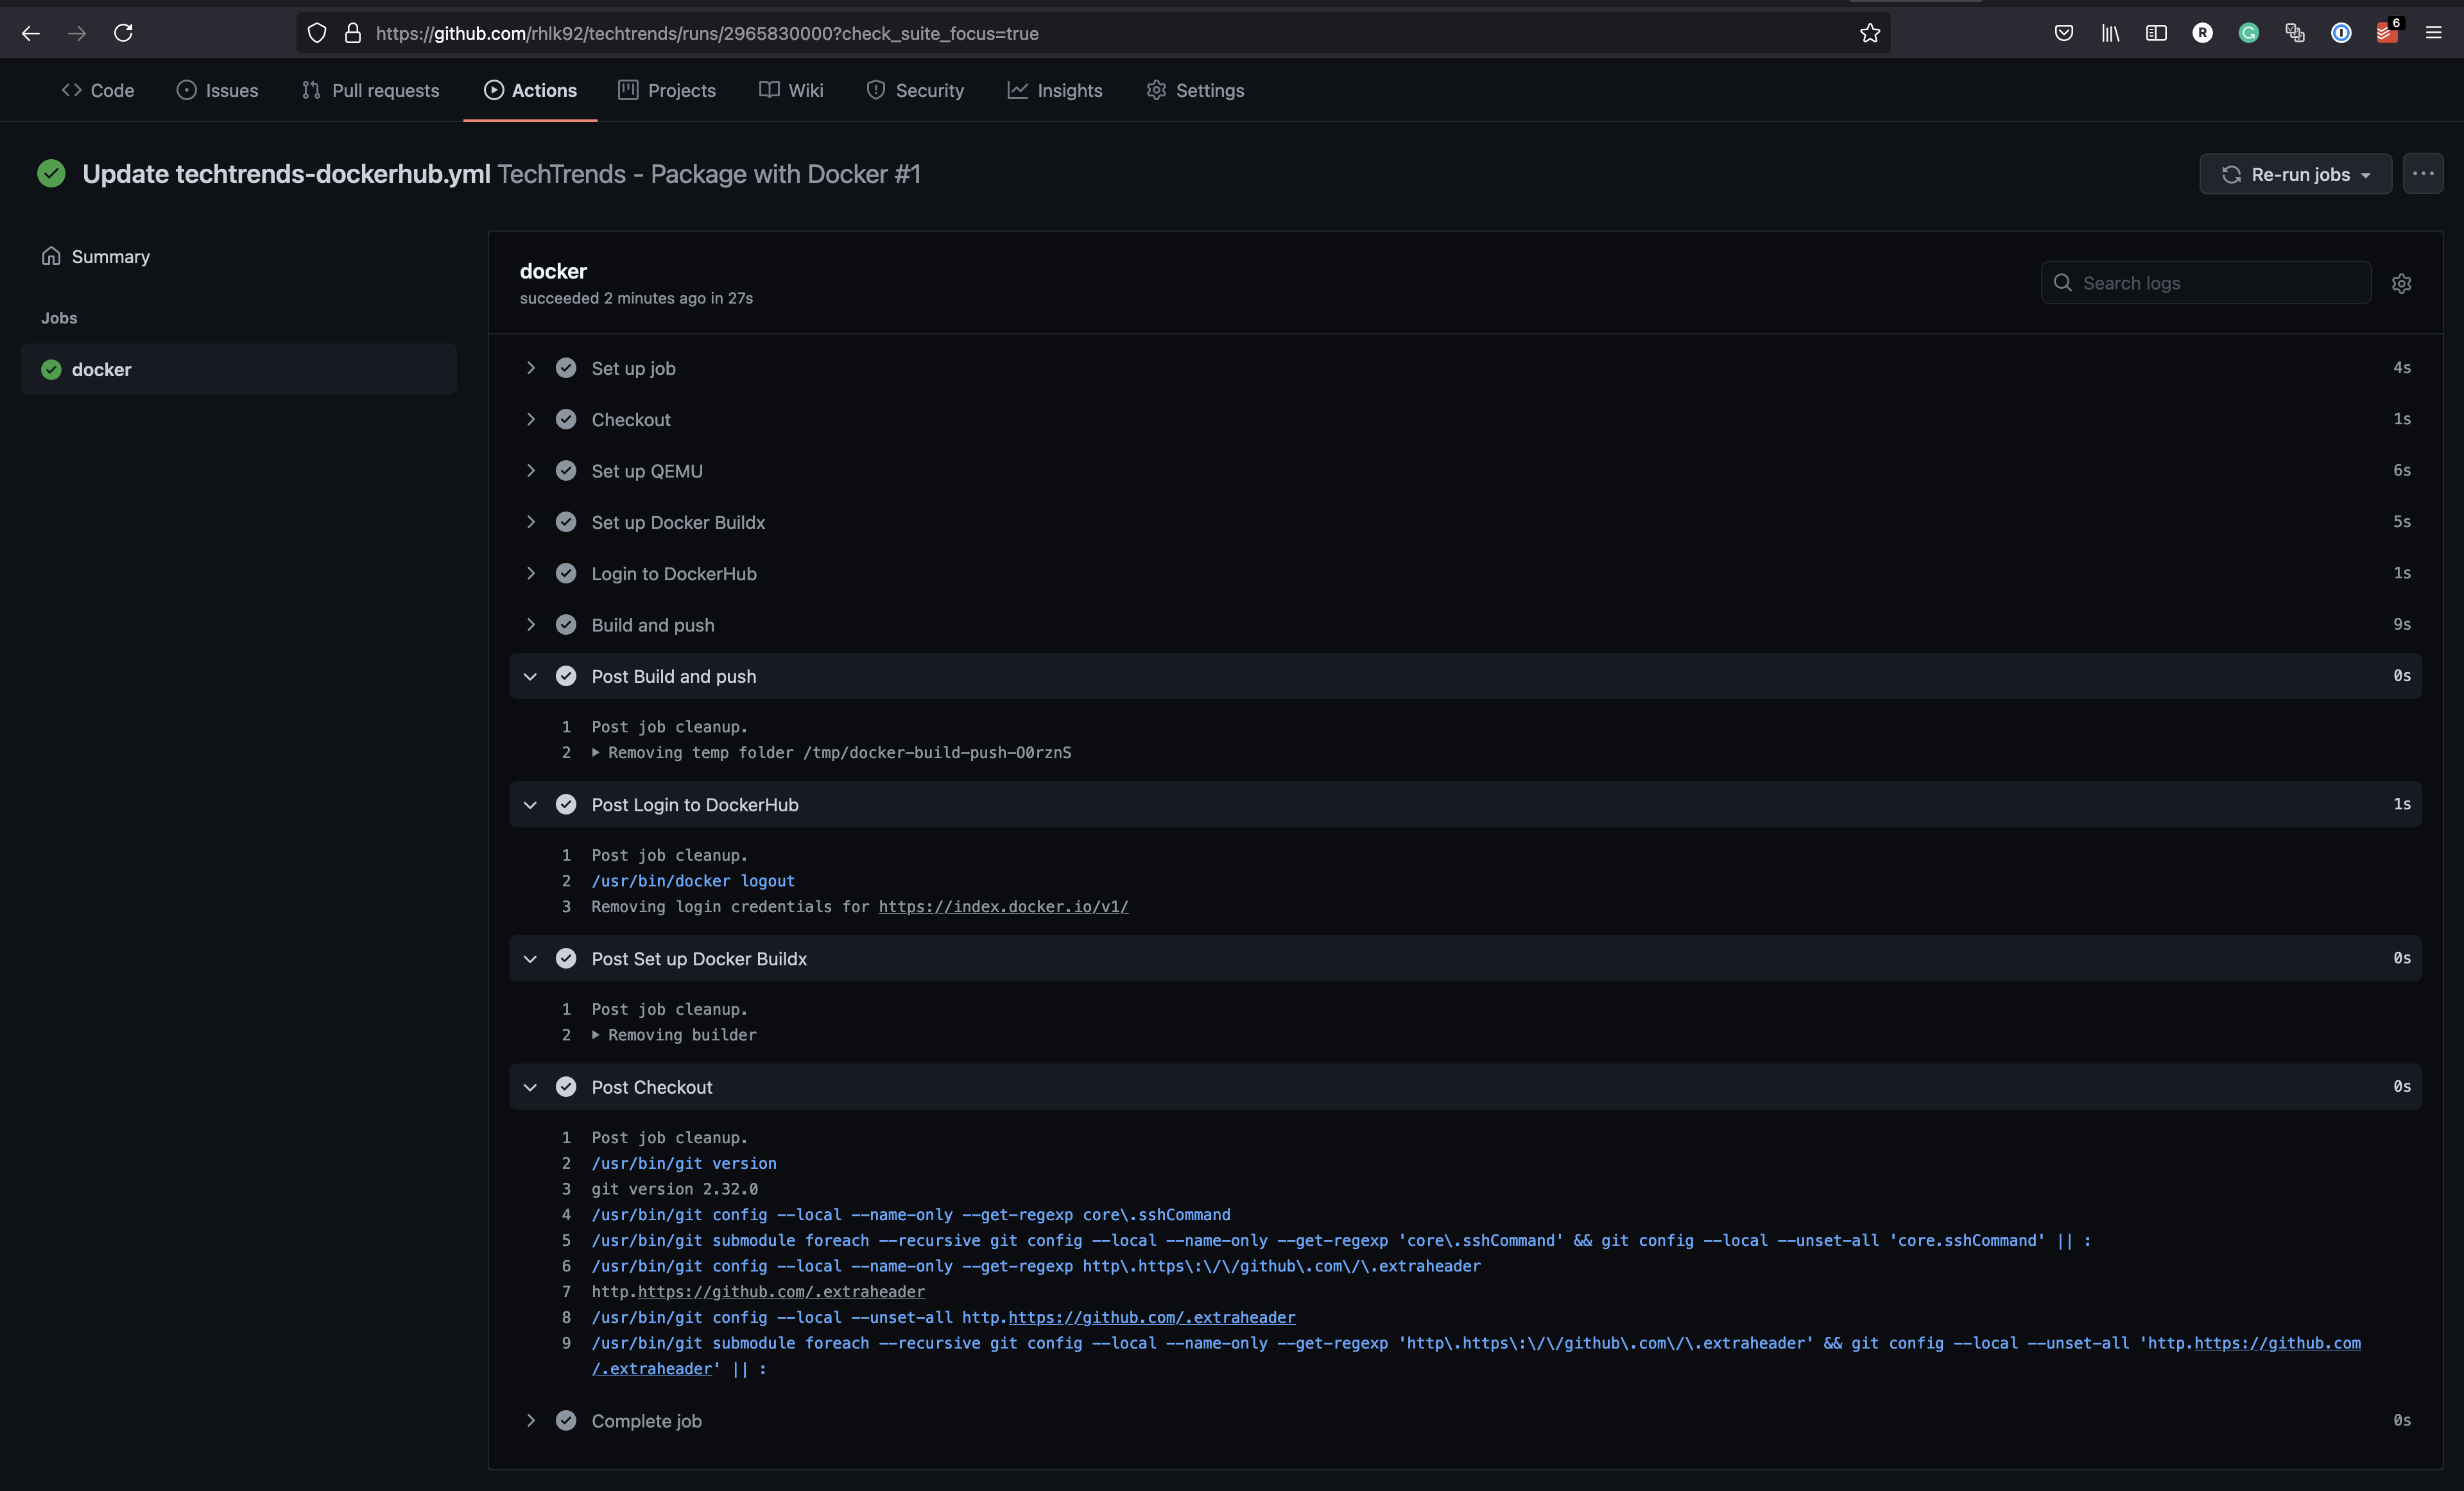 https://github.com/rhlk92/techtrends/runs/2965830000?check_suite_focus=true
R
G
6
Code
Issues
Pull requests
Actions
Projects
Wiki
Security
Insights
Settings
Update techtrends-dockerhub.yml TechTrends - Package with Docker #1
Re-run jobs
Summary
Jobs
docker
docker
succeeded 2 minutes ago in 27s
Search logs
Set up job 4s
Checkout 1s
Set up QEMU 6s
Set up Docker Buildx 5s
Login to DockerHub 1s
Build and push 9s
Post Build and push 0s
1 Post job cleanup.
2 Removing temp folder /tmp/docker-build-push-O0rznS
Post Login to DockerHub 1s
1 Post job cleanup.
2 /usr/bin/docker logout
3 Removing login credentials for https://index.docker.io/v1/
Post Set up Docker Buildx 0s
1 Post job cleanup.
2 Removing builder
Post Checkout 0s
1 Post job cleanup.
2 /usr/bin/git version
3 git version 2.32.0
4 /usr/bin/git config --local --name-only --get-regexp core\.sshCommand
5 /usr/bin/git submodule foreach --recursive git config --local --name-only --get-regexp 'core\.sshCommand' && git config --local --unset-all 'core.sshCommand' || :
6 /usr/bin/git config --local --name-only --get-regexp http\.https\:\/\/github\.com\/\.extraheader
7 http.https://github.com/.extraheader
8 /usr/bin/git config --local --unset-all http.https://github.com/.extraheader
9 /usr/bin/git submodule foreach --recursive git config --local --name-only --get-regexp 'http\.https\:\/\/github\.com\/\.extraheader' && git config --local --unset-all 'http.https://github.com
/.extraheader' || :
Complete job 0s